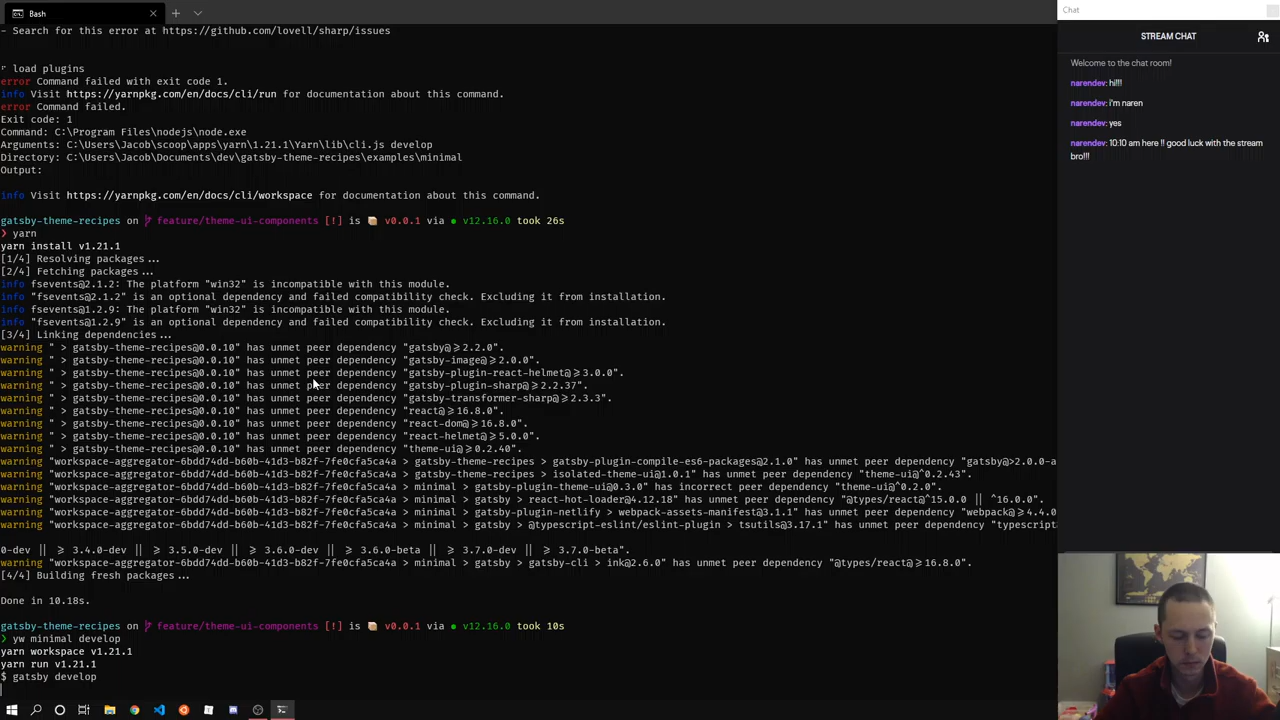 Bash
- Search for this error at https://github.com/lovell/sharp/issues
load plugins
error Command failed with exit code 1.
info Visit https://yarnpkg.com/en/docs/cli/run for documentation about this command.
error Command failed.
Exit code: 1
Command: C:\Program Files\nodejs\node.exe
Arguments: C:\Users\Jacob\scoop\apps\yarn\1.21.1\Yarn\lib\cli.js develop
Directory: C:\Users\Jacob\Documents\dev\gatsby-theme-recipes\examples\minimal
Output:
info Visit https://yarnpkg.com/en/docs/cli/workspace for documentation about this command.
gatsby-theme-recipes on feature/theme-ui-components [!] is v0.0.1 via ● v12.16.0 took 26s
❯ yarn
yarn install v1.21.1
[1/4] Resolving packages...
[2/4] Fetching packages...
info fsevents@2.1.2: The platform "win32" is incompatible with this module.
info "fsevents@2.1.2" is an optional dependency and failed compatibility check. Excluding it from installation.
info fsevents@1.2.9: The platform "win32" is incompatible with this module.
info "fsevents@1.2.9" is an optional dependency and failed compatibility check. Excluding it from installation.
[3/4] Linking dependencies...
warning " > gatsby-theme-recipes@0.0.10" has unmet peer dependency "gatsby@≥2.2.0".
warning " > gatsby-theme-recipes@0.0.10" has unmet peer dependency "gatsby-image@≥2.0.0".
warning " > gatsby-theme-recipes@0.0.10" has unmet peer dependency "gatsby-plugin-react-helmet@≥3.0.0".
warning " > gatsby-theme-recipes@0.0.10" has unmet peer dependency "gatsby-plugin-sharp@≥2.2.37".
warning " > gatsby-theme-recipes@0.0.10" has unmet peer dependency "gatsby-transformer-sharp@≥2.3.3".
warning " > gatsby-theme-recipes@0.0.10" has unmet peer dependency "react@≥16.8.0".
warning " > gatsby-theme-recipes@0.0.10" has unmet peer dependency "react-dom@≥16.8.0".
warning " > gatsby-theme-recipes@0.0.10" has unmet peer dependency "react-helmet@≥5.0.0".
warning " > gatsby-theme-recipes@0.0.10" has unmet peer dependency "theme-ui@≥0.2.40".
warning "workspace-aggregator-6bdd74dd-b60b-41d3-b82f-7fe0cfa5ca4a > gatsby-theme-recipes > gatsby-plugin-compile-es6-packages@2.1.0" has unmet peer dependency "gatsby@>2.0.0-a
warning "workspace-aggregator-6bdd74dd-b60b-41d3-b82f-7fe0cfa5ca4a > gatsby-theme-recipes > isolated-theme-ui@1.0.1" has unmet peer dependency "theme-ui@^0.2.43".
warning "workspace-aggregator-6bdd74dd-b60b-41d3-b82f-7fe0cfa5ca4a > minimal > gatsby-plugin-theme-ui@0.3.0" has incorrect peer dependency "theme-ui@^0.2.0".
warning "workspace-aggregator-6bdd74dd-b60b-41d3-b82f-7fe0cfa5ca4a > minimal > gatsby > react-hot-loader@4.12.18" has unmet peer dependency "@types/react@^15.0.0 || ^16.0.0".
warning "workspace-aggregator-6bdd74dd-b60b-41d3-b82f-7fe0cfa5ca4a > minimal > gatsby-plugin-netlify > webpack-assets-manifest@3.1.1" has unmet peer dependency "webpack@≥4.4.0
warning "workspace-aggregator-6bdd74dd-b60b-41d3-b82f-7fe0cfa5ca4a > minimal > gatsby > @typescript-eslint/eslint-plugin > tsutils@3.17.1" has unmet peer dependency "typescript
0-dev || ≥ 3.4.0-dev || ≥ 3.5.0-dev || ≥ 3.6.0-dev || ≥ 3.6.0-beta || ≥ 3.7.0-dev || ≥ 3.7.0-beta".
warning "workspace-aggregator-6bdd74dd-b60b-41d3-b82f-7fe0cfa5ca4a > minimal > gatsby > gatsby-cli > ink@2.6.0" has unmet peer dependency "@types/react@≥16.8.0".
[4/4] Building fresh packages...
Done in 10.18s.
gatsby-theme-recipes on feature/theme-ui-components [!] is v0.0.1 via ● v12.16.0 took 10s
❯ yw minimal develop
yarn workspace v1.21.1
yarn run v1.21.1
$ gatsby develop
Chat
STREAM CHAT
Welcome to the chat room!
narendev: hi!!!
narendev: i'm naren
narendev: yes
narendev: 10:10 am here !! good luck with the stream
bro!!!